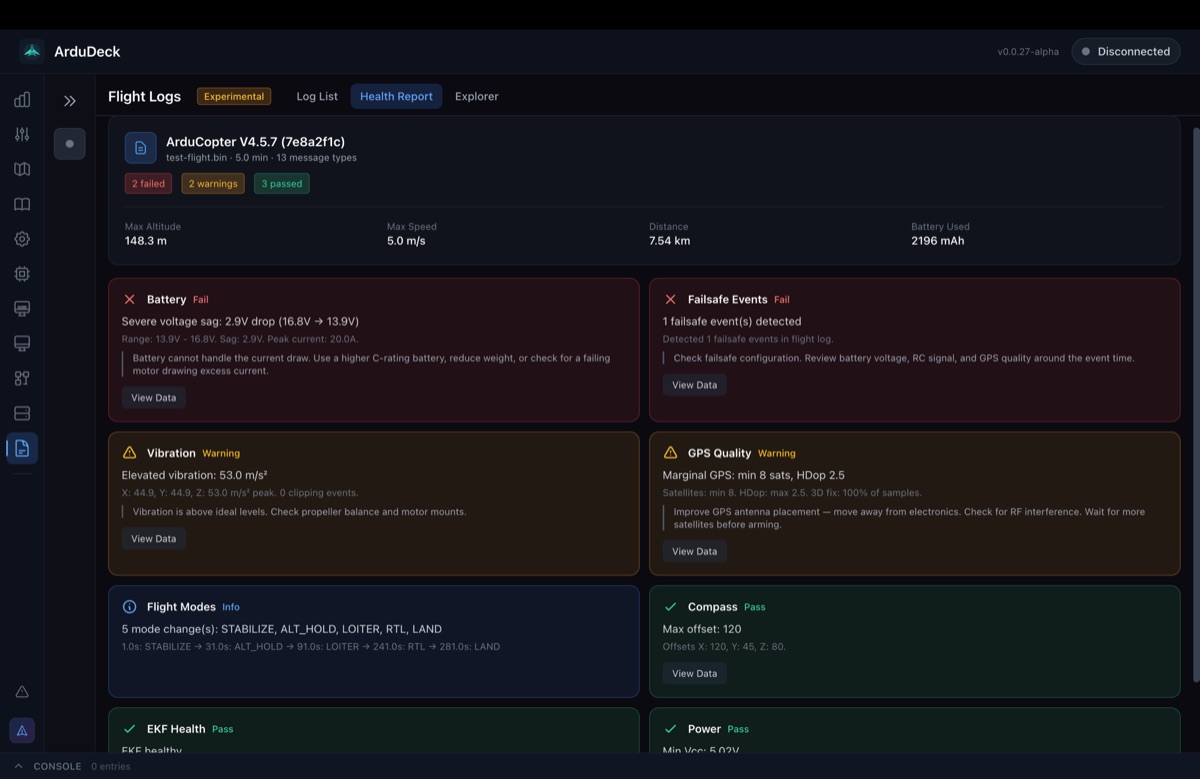 ArduDeck
v0.0.27-alpha
Disconnected
Flight Logs
Experimental
Log List
Health Report
Explorer
ArduCopter V4.5.7 (7e8a2f1c)
test-flight.bin · 5.0 min · 13 message types
2 failed
2 warnings
3 passed
Max Altitude
148.3 m
Max Speed
5.0 m/s
Distance
7.54 km
Battery Used
2196 mAh
Battery Fail
Severe voltage sag: 2.9V drop (16.8V → 13.9V)
Range: 13.9V - 16.8V. Sag: 2.9V. Peak current: 20.0A.
Battery cannot handle the current draw. Use a higher C-rating battery, reduce weight, or check for a failing
motor drawing excess current.
View Data
Failsafe Events Fail
1 failsafe event(s) detected
Detected 1 failsafe events in flight log.
Check failsafe configuration. Review battery voltage, RC signal, and GPS quality around the event time.
View Data
Vibration Warning
Elevated vibration: 53.0 m/s²
X: 44.9, Y: 44.9, Z: 53.0 m/s² peak. 0 clipping events.
Vibration is above ideal levels. Check propeller balance and motor mounts.
View Data
GPS Quality Warning
Marginal GPS: min 8 sats, HDop 2.5
Satellites: min 8. HDop: max 2.5. 3D fix: 100% of samples.
Improve GPS antenna placement — move away from electronics. Check for RF interference. Wait for more
satellites before arming.
View Data
Flight Modes Info
5 mode change(s): STABILIZE, ALT_HOLD, LOITER, RTL, LAND
1.0s: STABILIZE → 31.0s: ALT_HOLD → 91.0s: LOITER → 241.0s: RTL → 281.0s: LAND
Compass Pass
Max offset: 120
Offsets X: 120, Y: 45, Z: 80.
View Data
EKF Health Pass
EKF healthy
Power Pass
Min Vcc: 5.02V
CONSOLE 0 entries